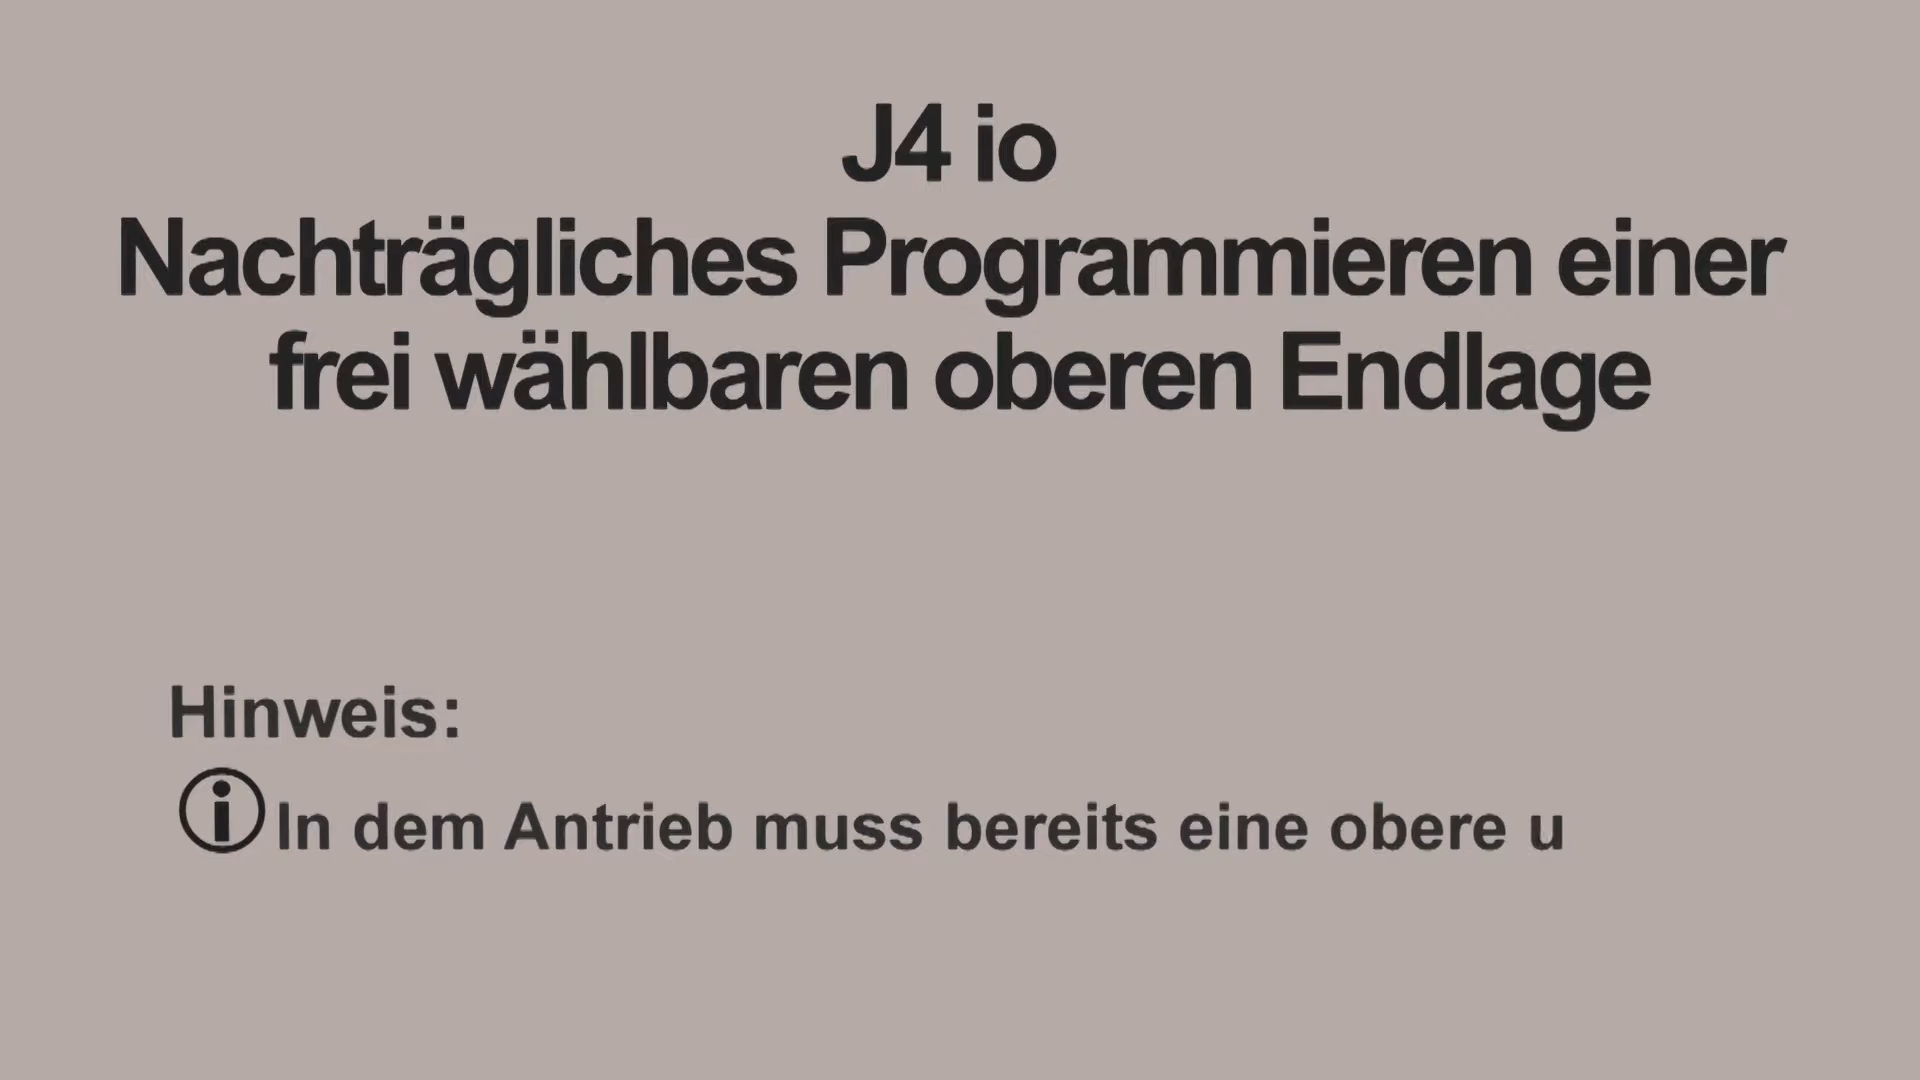 J4 io
Nachträgliches Programmieren einer
frei wählbaren oberen Endlage
Hinweis:
In dem Antrieb muss bereits eine obere u